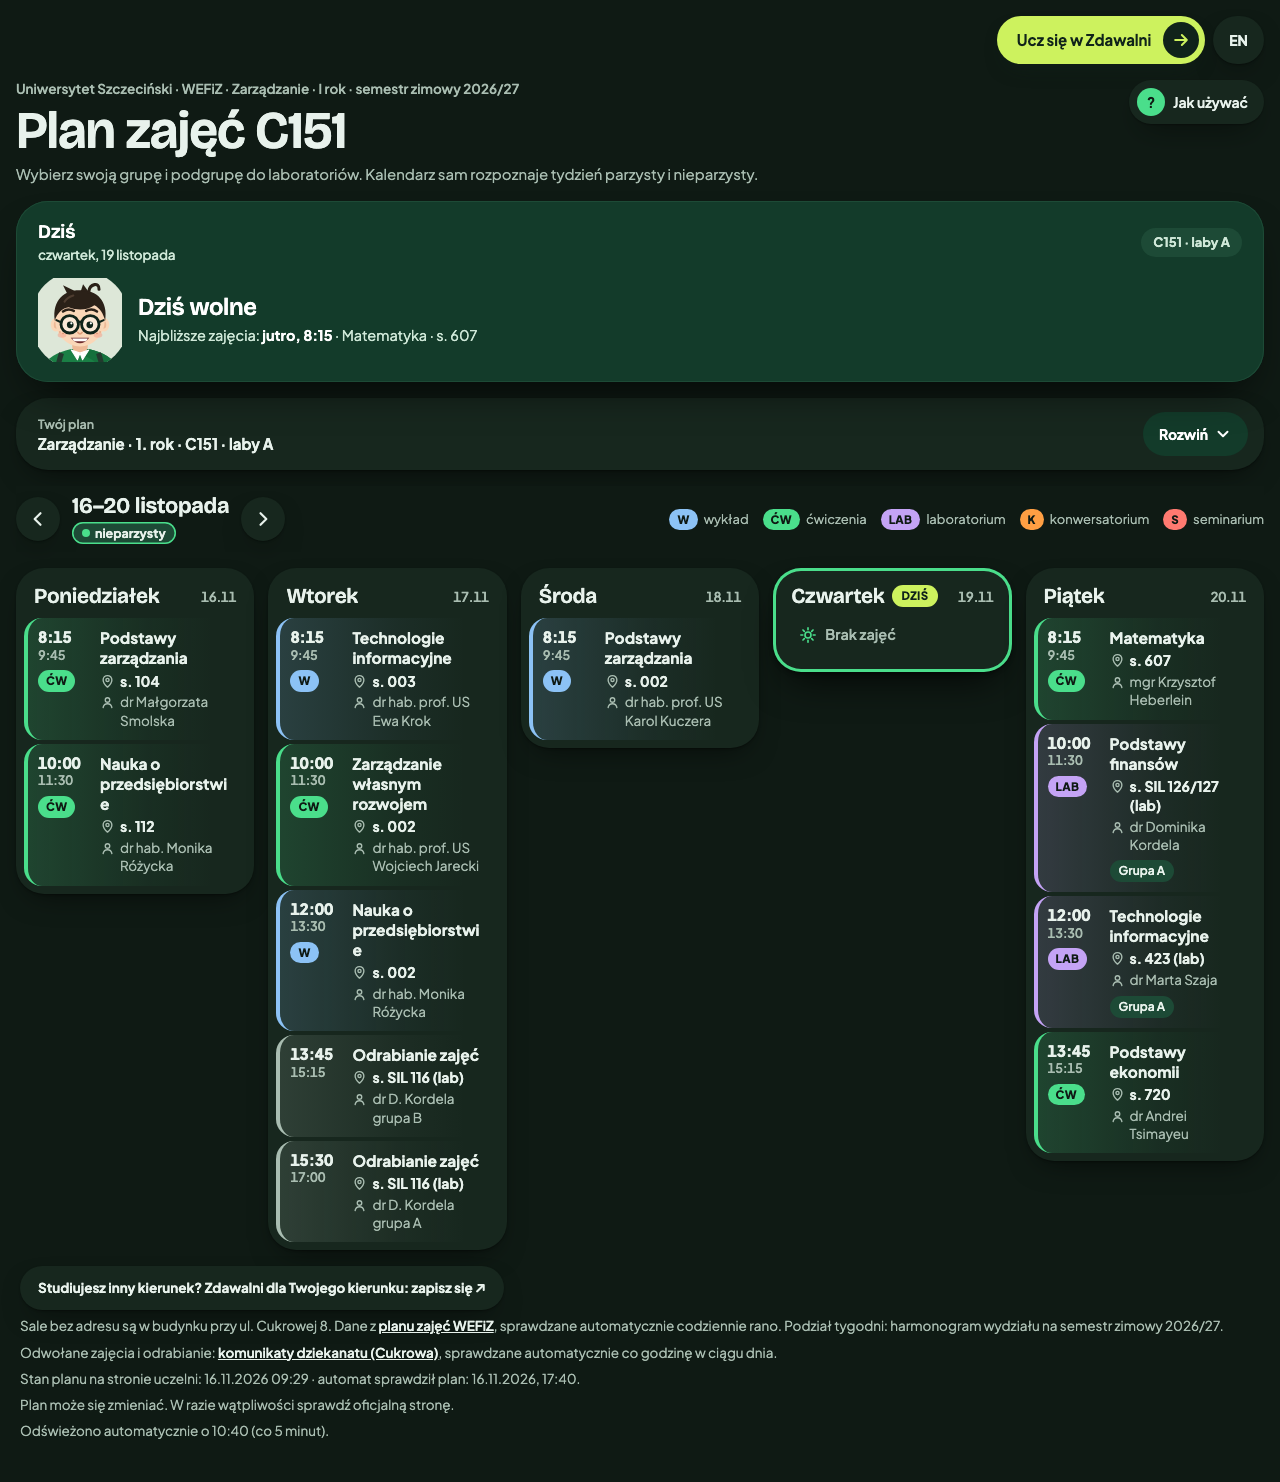 Ucz się w Zdawalni
EN
Uniwersytet Szczeciński · WEFiZ · Zarządzanie · I rok · semestr zimowy 2026/27
Plan zajęć C151
? Jak używać
Wybierz swoją grupę i podgrupę do laboratoriów. Kalendarz sam rozpoznaje tydzień parzysty i nieparzysty.
Dziś
czwartek, 19 listopada
C151 · laby A
Dziś wolne
Najbliższe zajęcia: jutro, 8:15 · Matematyka · s. 607
Twój plan
Zarządzanie · 1. rok · C151 · laby A
Rozwiń
16–20 listopada
nieparzysty
W wykład
ĆW ćwiczenia
LAB laboratorium
K konwersatorium
S seminarium
Poniedziałek 16.11
8:15
9:45
ĆW
Podstawy
zarządzania
s. 104
dr Małgorzata
Smolska
10:00
11:30
ĆW
Nauka o
przedsiębiorstwi
e
s. 112
dr hab. Monika
Różycka
Wtorek 17.11
8:15
9:45
W
Technologie
informacyjne
s. 003
dr hab. prof. US
Ewa Krok
10:00
11:30
ĆW
Zarządzanie
własnym
rozwojem
s. 002
dr hab. prof. US
Wojciech Jarecki
12:00
13:30
W
Nauka o
przedsiębiorstwi
e
s. 002
dr hab. Monika
Różycka
13:45
15:15
Odrabianie zajęć
s. SIL 116 (lab)
dr D. Kordela
grupa B
15:30
17:00
Odrabianie zajęć
s. SIL 116 (lab)
dr D. Kordela
grupa A
Środa 18.11
8:15
9:45
W
Podstawy
zarządzania
s. 002
dr hab. prof. US
Karol Kuczera
Czwartek DZIŚ 19.11
Brak zajęć
Piątek 20.11
8:15
9:45
ĆW
Matematyka
s. 607
mgr Krzysztof
Heberlein
10:00
11:30
LAB
Podstawy
finansów
s. SIL 126/127
(lab)
dr Dominika
Kordela
Grupa A
12:00
13:30
LAB
Technologie
informacyjne
s. 423 (lab)
dr Marta Szaja
Grupa A
13:45
15:15
ĆW
Podstawy
ekonomii
s. 720
dr Andrei
Tsimayeu
Studiujesz inny kierunek? Zdawalni dla Twojego kierunku: zapisz się ↗
Sale bez adresu są w budynku przy ul. Cukrowej 8. Dane z planu zajęć WEFiZ, sprawdzane automatycznie codziennie rano. Podział tygodni: harmonogram wydziału na semestr zimowy 2026/27.
Odwołane zajęcia i odrabianie: komunikaty dziekanatu (Cukrowa), sprawdzane automatycznie co godzinę w ciągu dnia.
Stan planu na stronie uczelni: 16.11.2026 09:29 · automat sprawdził plan: 16.11.2026, 17:40.
Plan może się zmieniać. W razie wątpliwości sprawdź oficjalną stronę.
Odświeżono automatycznie o 10:40 (co 5 minut).